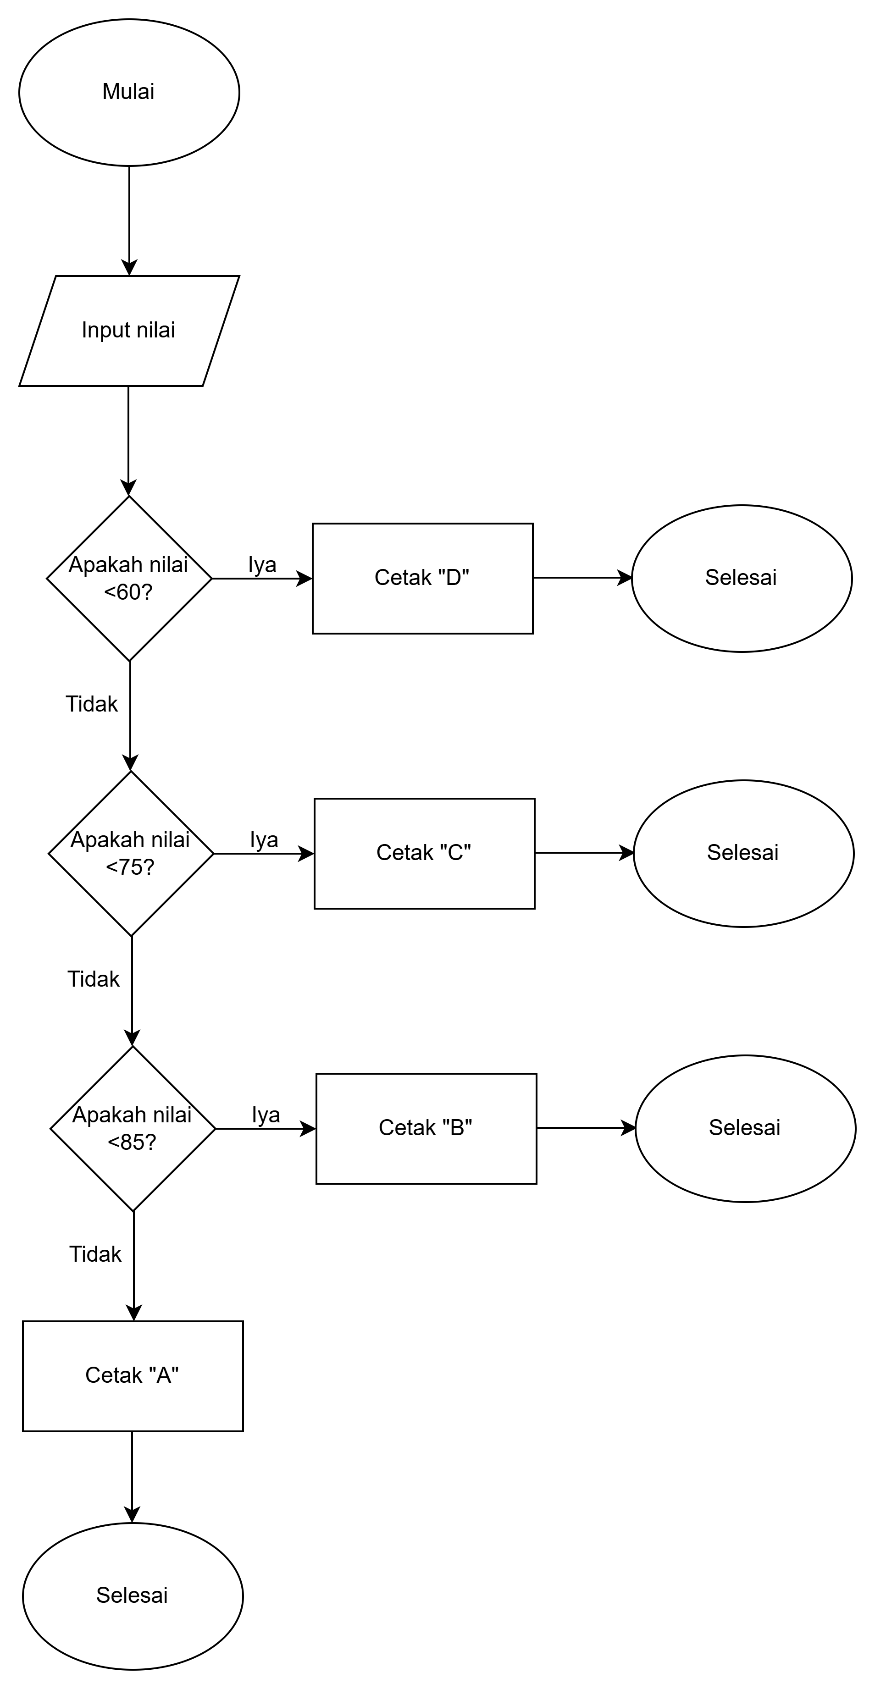 Mulai
Input nilai
Apakah nilai
<60?
Iya
Cetak "D"
Selesai
Tidak
Apakah nilai
<75?
Iya
Cetak "C"
Selesai
Tidak
Apakah nilai
<85?
Iya
Cetak "B"
Selesai
Tidak
Cetak "A"
Selesai